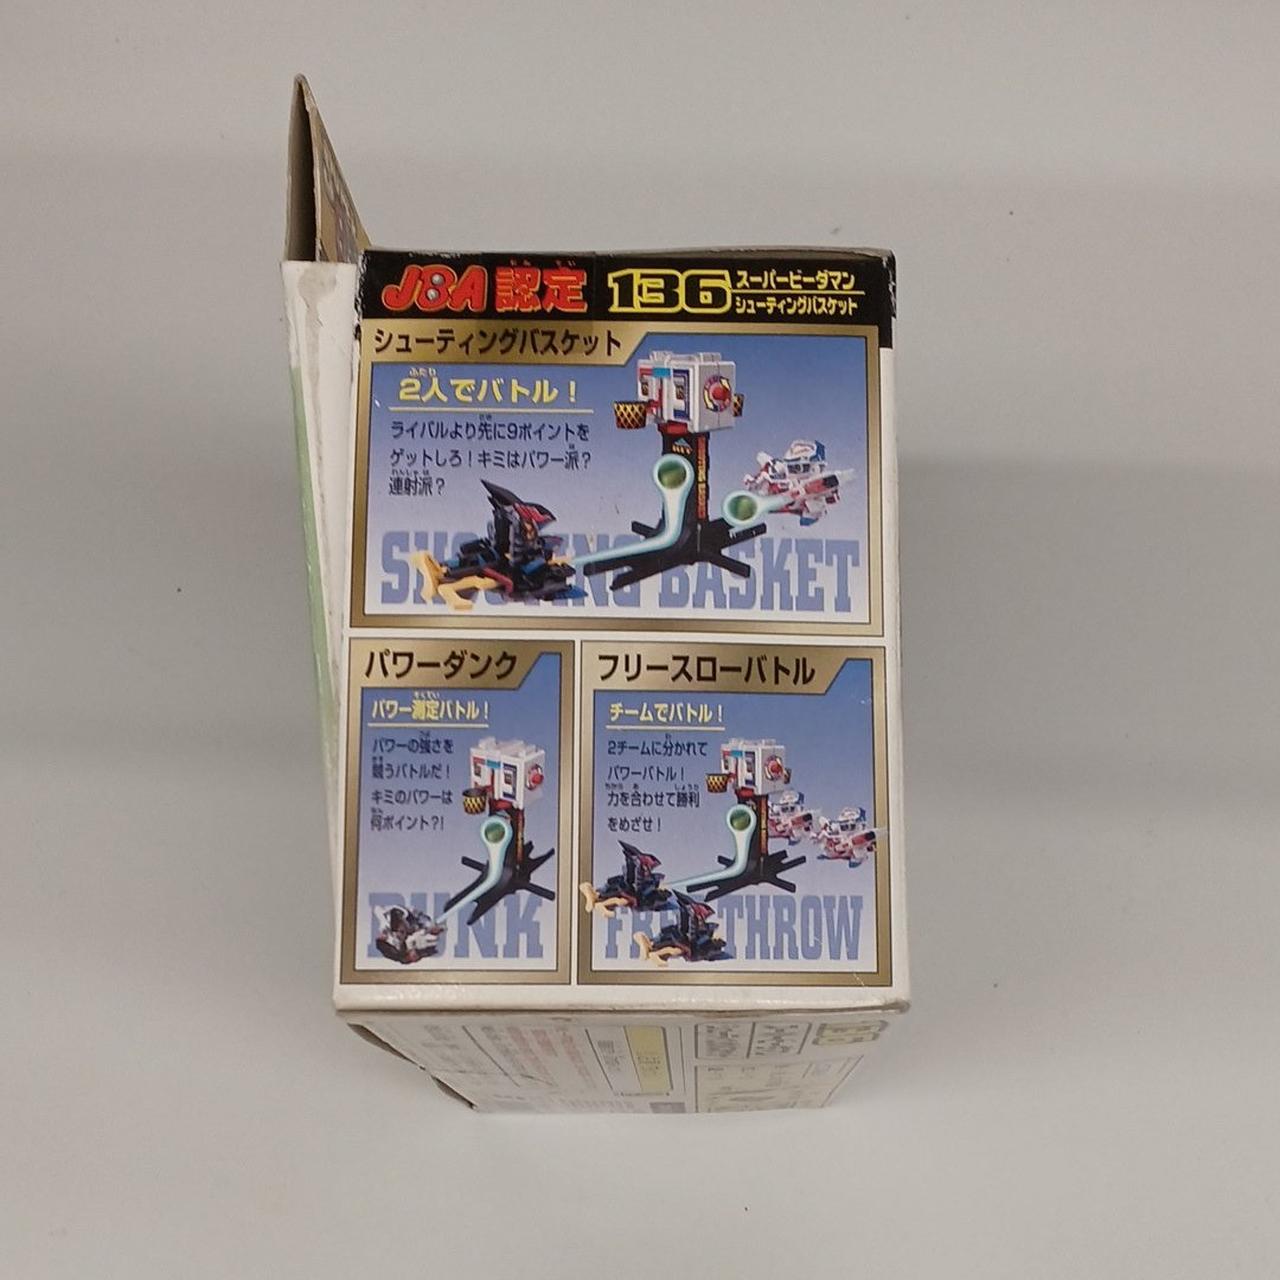 JBA 認定 136 スーパービーダマン
シューティングバスケット
シューティングバスケット
2人でバトル！
ライバルより先に9ポイントを
ゲットしろ！キミはパワー派？
連射派？
SHOOTING BASKET
パワーダンク
パワー測定バトル！
パワーの強さを
競うバトルだ！
キミのパワーは
何ポイント？！
DUNK
フリースローバトル
チームでバトル！
2チームに分かれて
パワーバトル！
力を合わせて勝利
をめざせ！
FREE THROW